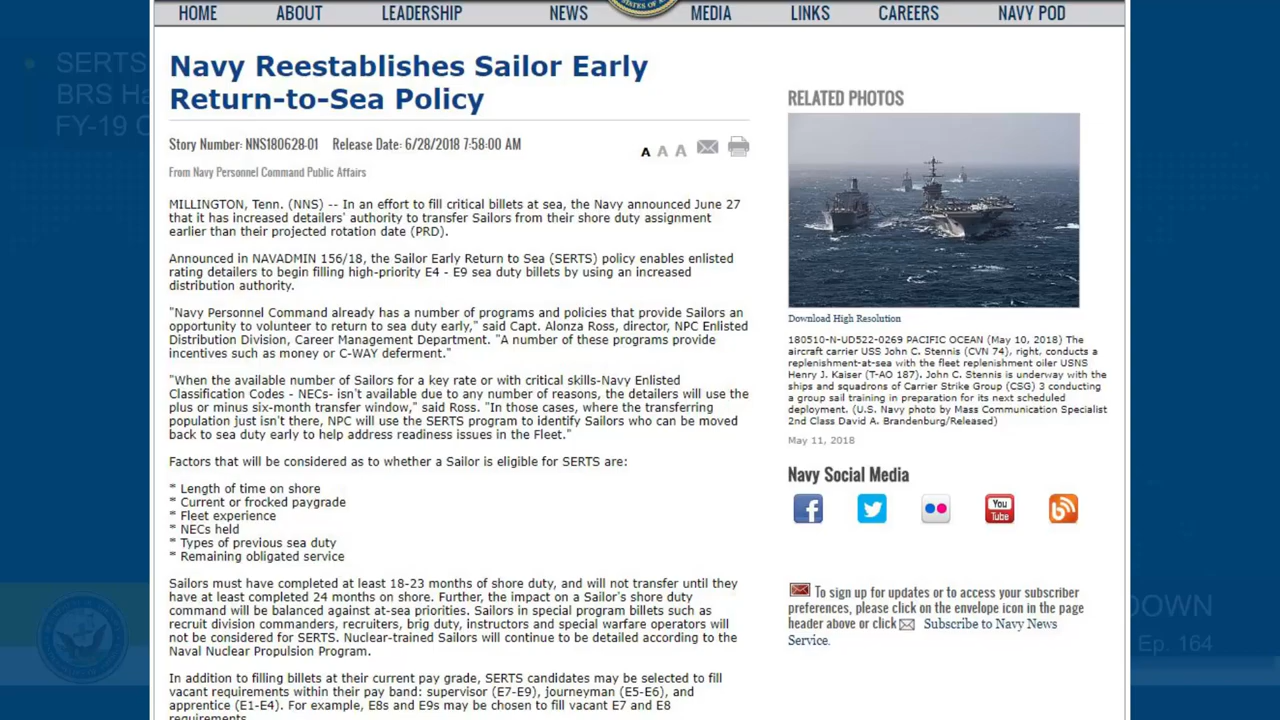 HOME ABOUT LEADERSHIP NEWS MEDIA LINKS CAREERS NAVY POD
STATES OF
SERTS
BRS Ha
FY-19 C
Navy Reestablishes Sailor Early
Return-to-Sea Policy
Story Number: NNS180628-01 Release Date: 6/28/2018 7:58:00 AM
A A A
From Navy Personnel Command Public Affairs
MILLINGTON, Tenn. (NNS) -- In an effort to fill critical billets at sea, the Navy announced June 27
that it has increased detailers' authority to transfer Sailors from their shore duty assignment
earlier than their projected rotation date (PRD).
Announced in NAVADMIN 156/18, the Sailor Early Return to Sea (SERTS) policy enables enlisted
rating detailers to begin filling high-priority E4 - E9 sea duty billets by using an increased
distribution authority.
"Navy Personnel Command already has a number of programs and policies that provide Sailors an
opportunity to volunteer to return to sea duty early," said Capt. Alonza Ross, director, NPC Enlisted
Distribution Division, Career Management Department. "A number of these programs provide
incentives such as money or C-WAY deferment."
"When the available number of Sailors for a key rate or with critical skills-Navy Enlisted
Classification Codes - NECs- isn't available due to any number of reasons, the detailers will use the
plus or minus six-month transfer window," said Ross. "In those cases, where the transferring
population just isn't there, NPC will use the SERTS program to identify Sailors who can be moved
back to sea duty early to help address readiness issues in the Fleet."
Factors that will be considered as to whether a Sailor is eligible for SERTS are:
* Length of time on shore
* Current or frocked paygrade
* Fleet experience
* NECs held
* Types of previous sea duty
* Remaining obligated service
Sailors must have completed at least 18-23 months of shore duty, and will not transfer until they
have at least completed 24 months on shore. Further, the impact on a Sailor's shore duty
command will be balanced against at-sea priorities. Sailors in special program billets such as
recruit division commanders, recruiters, brig duty, instructors and special warfare operators will
not be considered for SERTS. Nuclear-trained Sailors will continue to be detailed according to the
Naval Nuclear Propulsion Program.
In addition to filling billets at their current pay grade, SERTS candidates may be selected to fill
vacant requirements within their pay band: supervisor (E7-E9), journeyman (E5-E6), and
apprentice (E1-E4). For example, E8s and E9s may be chosen to fill vacant E7 and E8
requirements.
RELATED PHOTOS
Download High Resolution
180510-N-UD522-0269 PACIFIC OCEAN (May 10, 2018) The
aircraft carrier USS John C. Stennis (CVN 74), right, conducts a
replenishment-at-sea with the fleet replenishment oiler USNS
Henry J. Kaiser (T-AO 187). John C. Stennis is underway with the
ships and squadrons of Carrier Strike Group (CSG) 3 conducting
a group sail training in preparation for its next scheduled
deployment. (U.S. Navy photo by Mass Communication Specialist
2nd Class David A. Brandenburg/Released)
May 11, 2018
Navy Social Media
You
Tube
To sign up for updates or to access your subscriber
preferences, please click on the envelope icon in the page
header above or click Subscribe to Navy News
Service.
DOWN
Ep. 164